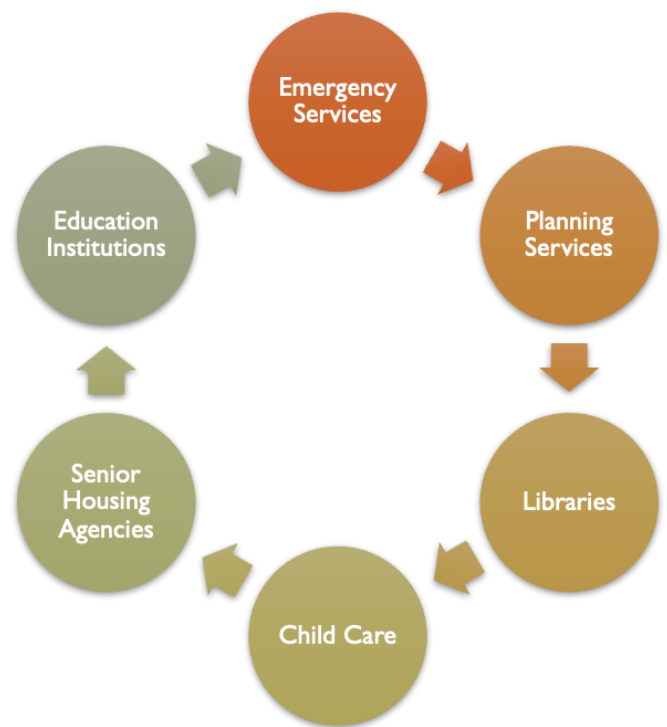 Emergency
Services
Planning
Services
Libraries
Child Care
Senior
Housing
Agencies
Education
Institutions